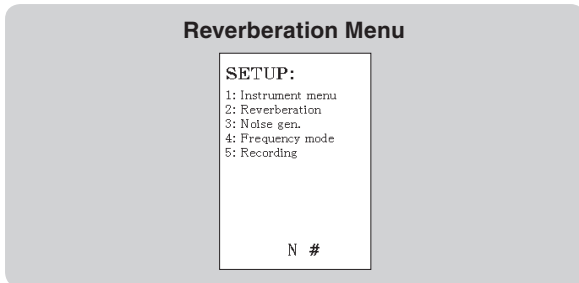 Reverberation Menu
SETUP:
1: Instrument menu
2: Reverberation
3: Noise gen.
4: Frequency mode
5: Recording
N #